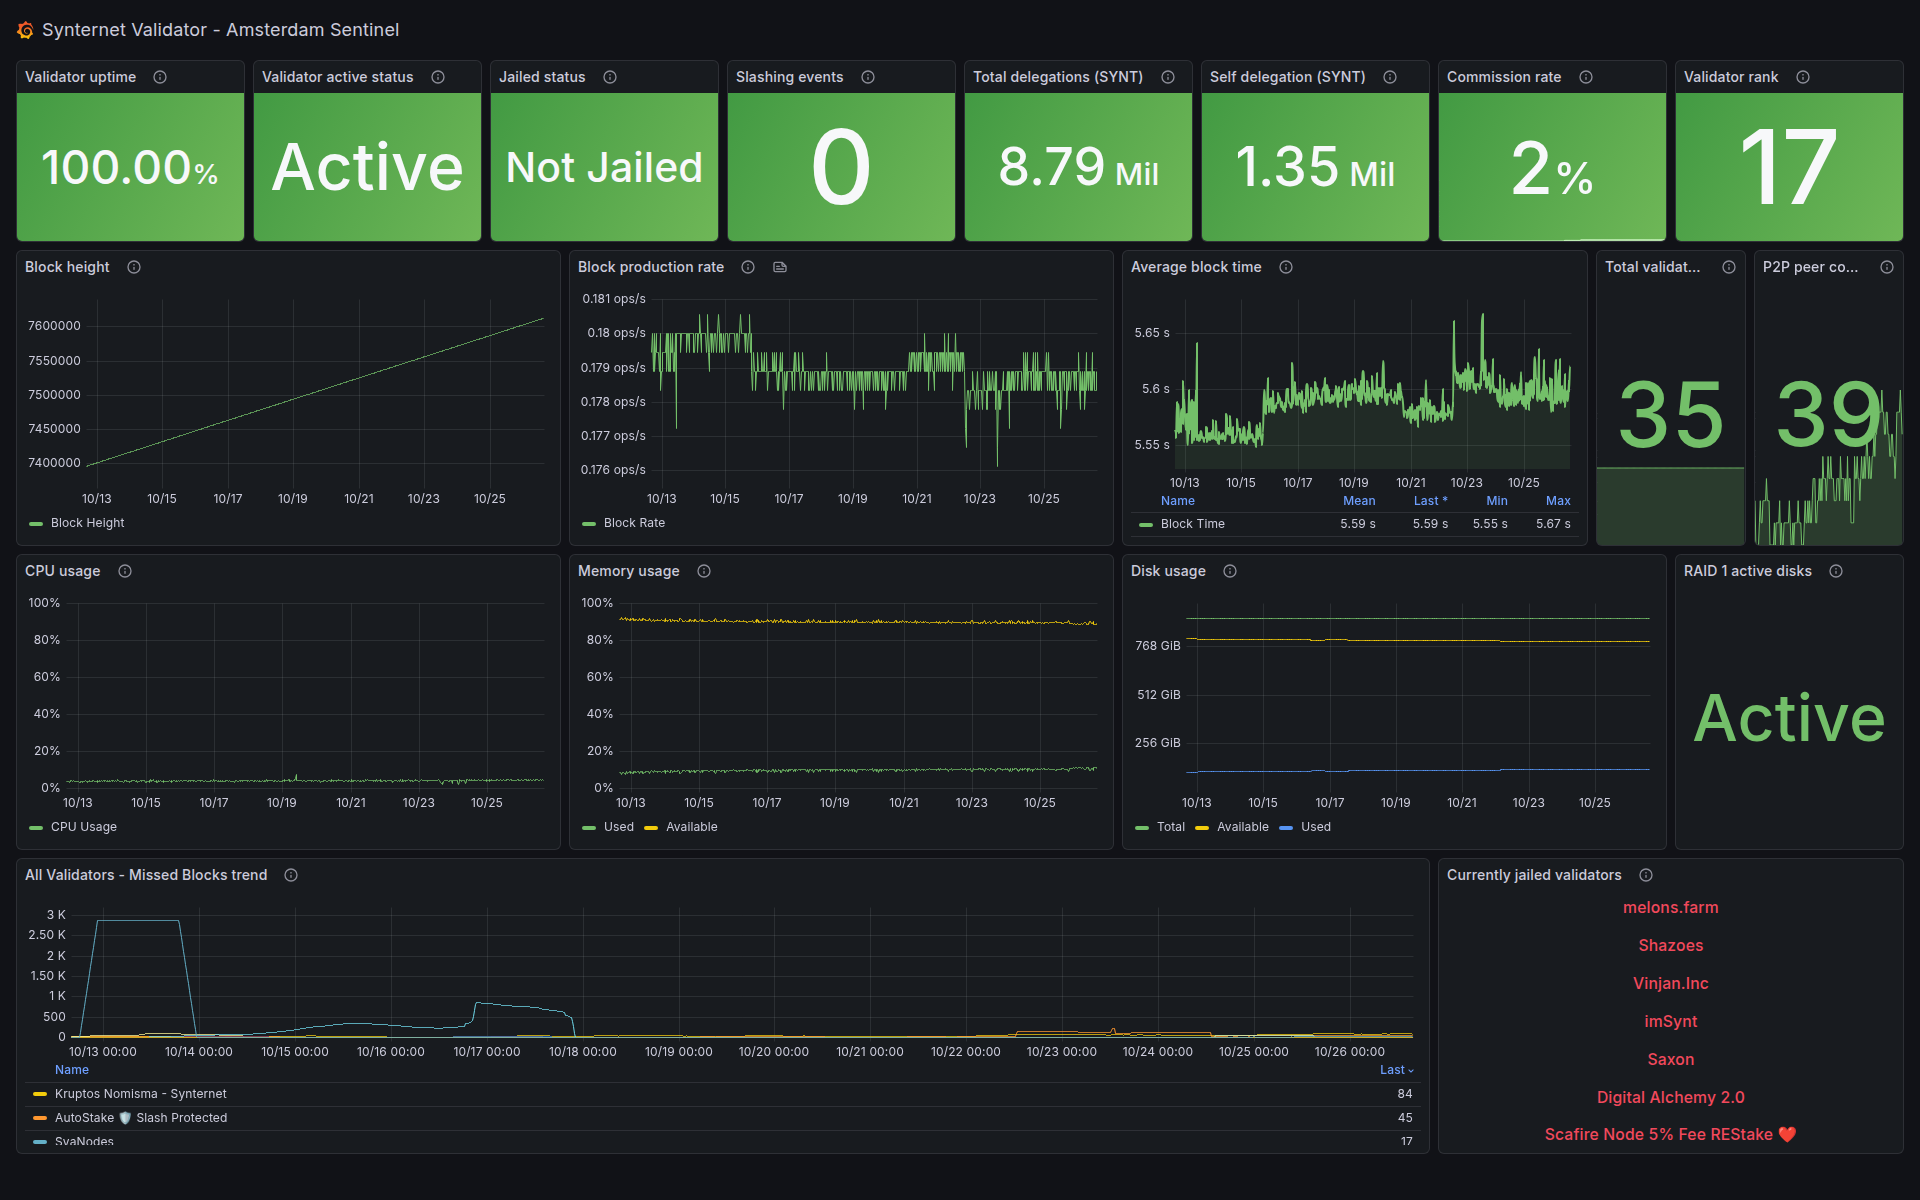 Synternet Validator - Amsterdam Sentinel
Validator uptime
100.00%
Validator active status
Active
Jailed status
Not Jailed
Slashing events
0
Total delegations (SYNT)
8.79 Mil
Self delegation (SYNT)
1.35 Mil
Commission rate
2%
Validator rank
17
Block height
7600000
7550000
7500000
7450000
7400000
10/13 10/15 10/17 10/19 10/21 10/23 10/25
Block Height
Block production rate
0.181 ops/s
0.18 ops/s
0.179 ops/s
0.178 ops/s
0.177 ops/s
0.176 ops/s
10/13 10/15 10/17 10/19 10/21 10/23 10/25
Block Rate
Average block time
5.65 s
5.6 s
5.55 s
10/13 10/15 10/17 10/19 10/21 10/23 10/25
Name Mean Last * Min Max
Block Time 5.59 s 5.59 s 5.55 s 5.67 s
Total validat...
35
P2P peer co...
39
CPU usage
100%
80%
60%
40%
20%
0%
10/13 10/15 10/17 10/19 10/21 10/23 10/25
CPU Usage
Memory usage
100%
80%
60%
40%
20%
0%
10/13 10/15 10/17 10/19 10/21 10/23 10/25
Used Available
Disk usage
768 GiB
512 GiB
256 GiB
10/13 10/15 10/17 10/19 10/21 10/23 10/25
Total Available Used
RAID 1 active disks
Active
All Validators - Missed Blocks trend
3 K
2.50 K
2 K
1.50 K
1 K
500
0
10/13 00:00 10/14 00:00 10/15 00:00 10/16 00:00 10/17 00:00 10/18 00:00 10/19 00:00 10/20 00:00 10/21 00:00 10/22 00:00 10/23 00:00 10/24 00:00 10/25 00:00 10/26 00:00
Name Last
Kruptos Nomisma - Synternet 84
AutoStake 🛡️ Slash Protected 45
SvaNodes 17
Currently jailed validators
melons.farm
Shazoes
Vinjan.Inc
imSynt
Saxon
Digital Alchemy 2.0
Scafire Node 5% Fee REStake ❤️